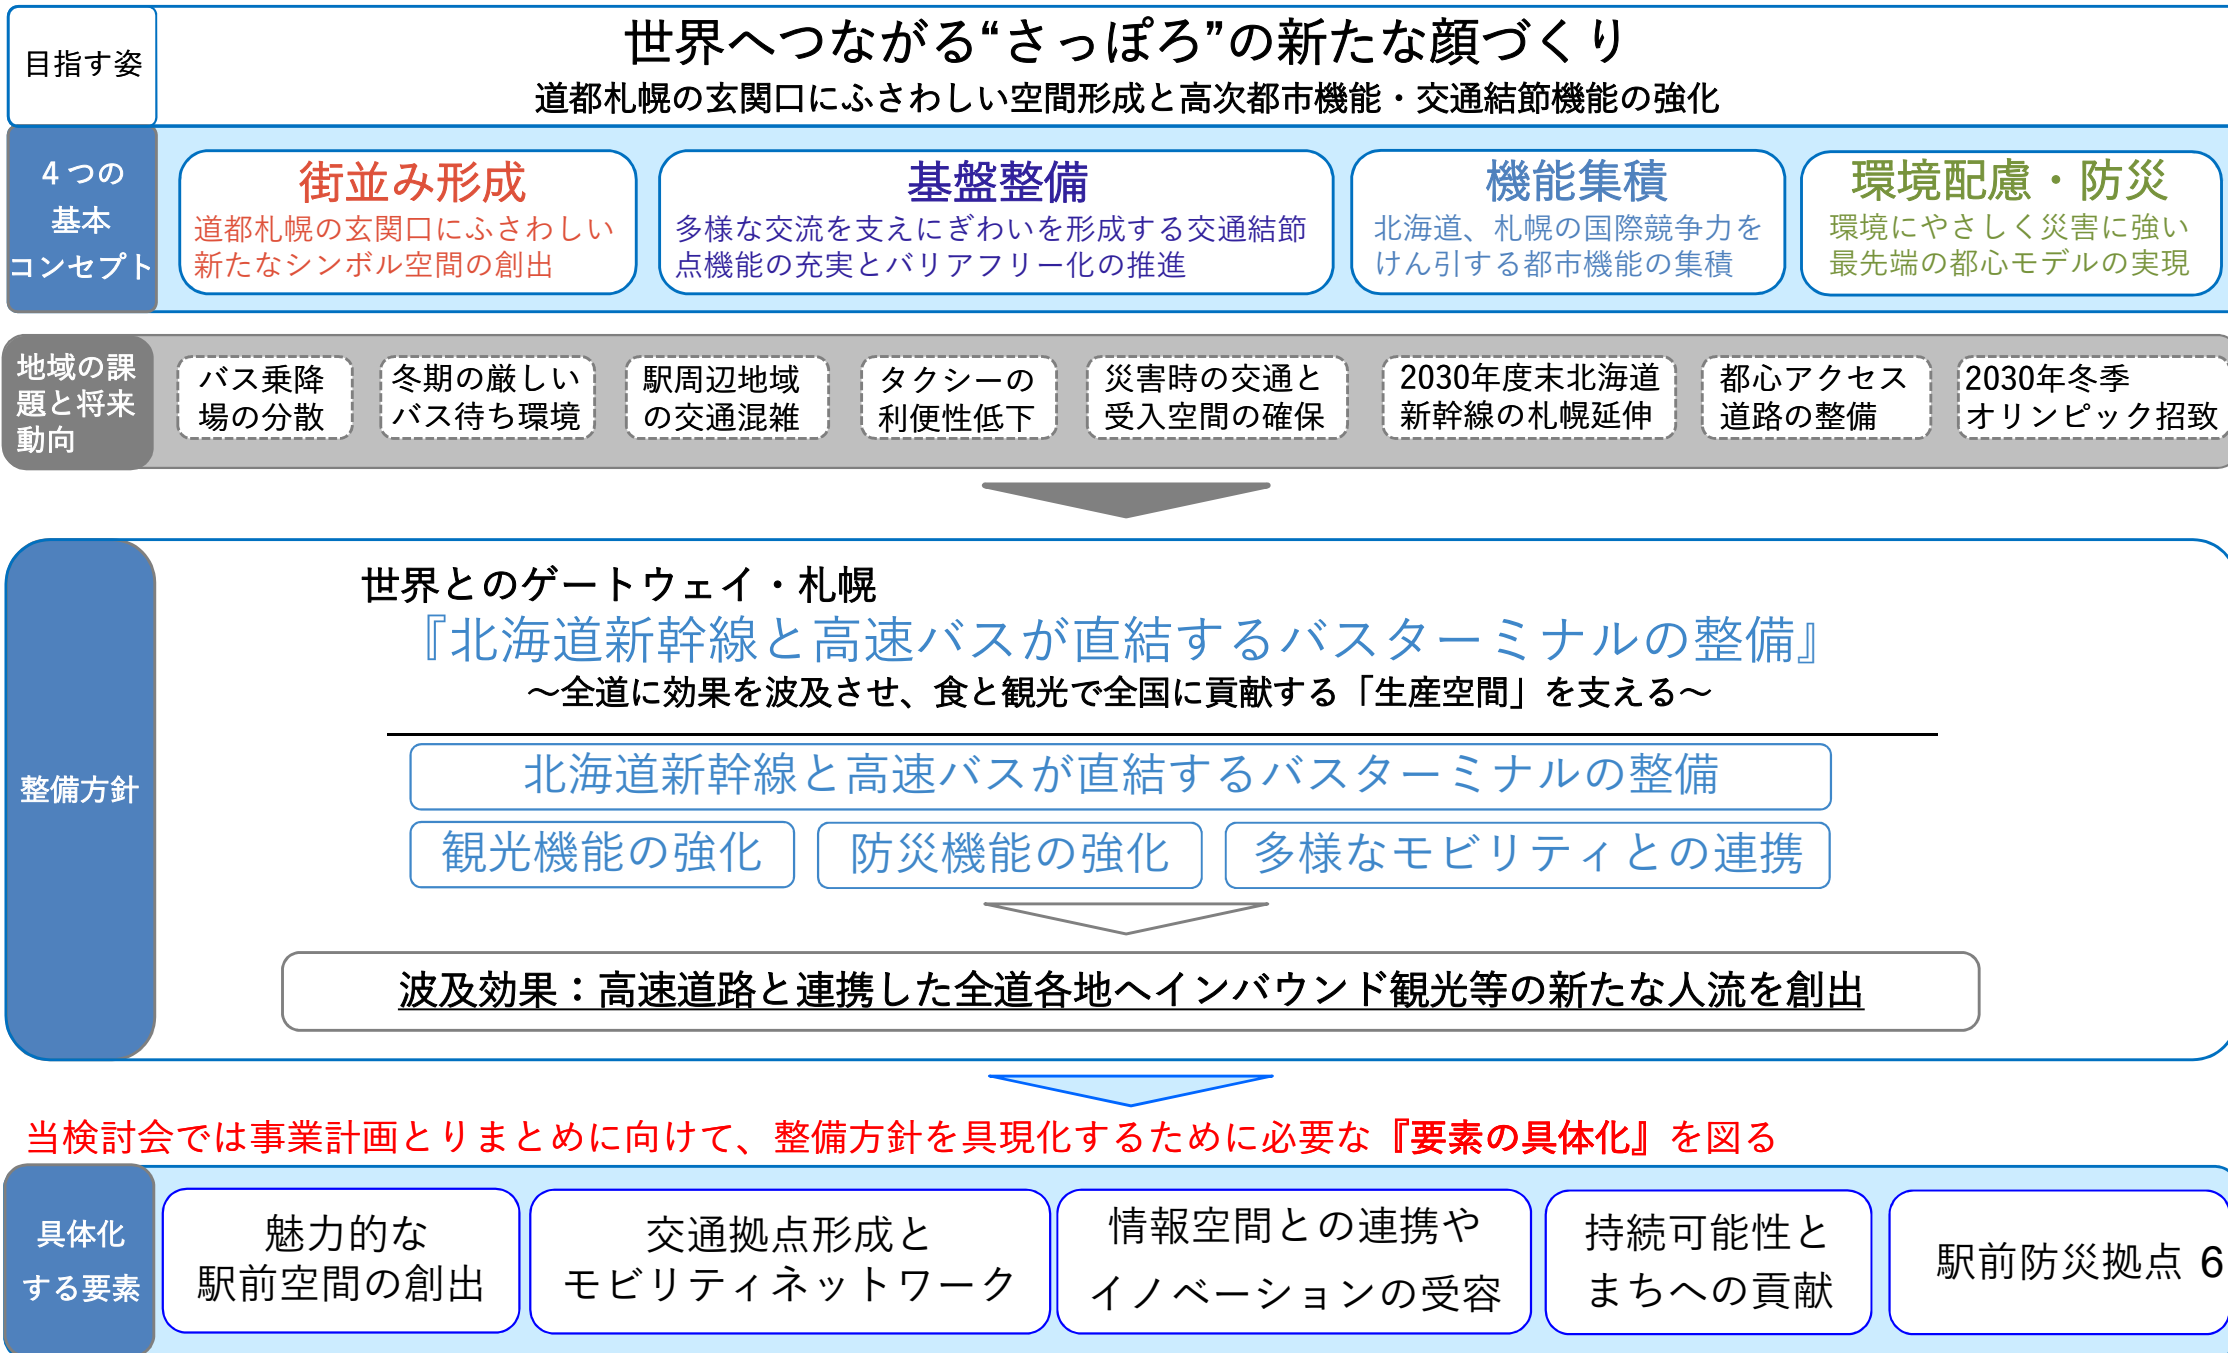 目指す姿
世界へつながる“さっぽろ”の新たな顔づくり
道都札幌の玄関口にふさわしい空間形成と高次都市機能・交通結節機能の強化
4つの
基本
コンセプト
街並み形成
道都札幌の玄関口にふさわしい
新たなシンボル空間の創出
基盤整備
多様な交流を支えにぎわいを形成する交通結節
点機能の充実とバリアフリー化の推進
機能集積
北海道、札幌の国際競争力を
けん引する都市機能の集積
環境配慮・防災
環境にやさしく災害に強い
最先端の都心モデルの実現
地域の課
題と将来
動向
バス乗降
場の分散
冬期の厳しい
バス待ち環境
駅周辺地域
の交通混雑
タクシーの
利便性低下
災害時の交通と
受入空間の確保
2030年度末北海道
新幹線の札幌延伸
都心アクセス
道路の整備
2030年冬季
オリンピック招致
整備方針
世界とのゲートウェイ・札幌
『北海道新幹線と高速バスが直結するバスターミナルの整備』
～全道に効果を波及させ、食と観光で全国に貢献する「生産空間」を支える～
北海道新幹線と高速バスが直結するバスターミナルの整備
観光機能の強化
防災機能の強化
多様なモビリティとの連携
波及効果：高速道路と連携した全道各地へインバウンド観光等の新たな人流を創出
当検討会では事業計画とりまとめに向けて、整備方針を具現化するために必要な『要素の具体化』を図る
具体化
する要素
魅力的な
駅前空間の創出
交通拠点形成と
モビリティネットワーク
情報空間との連携や
イノベーションの受容
持続可能性と
まちへの貢献
駅前防災拠点
6